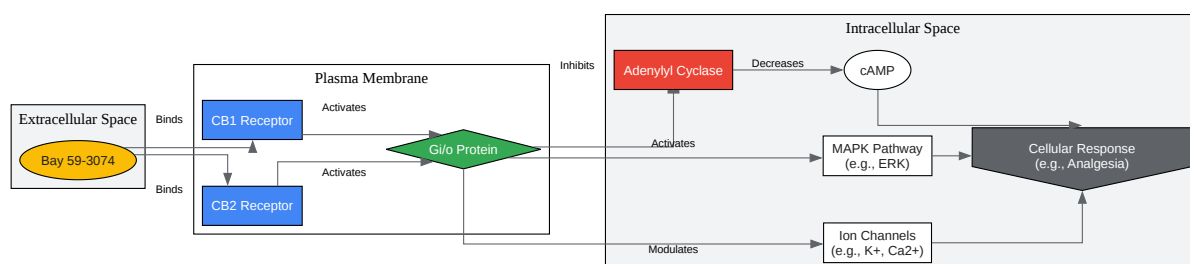 Extracellular Space
Bay 59-3074
Binds
Binds
Plasma Membrane
CB1 Receptor
CB2 Receptor
Activates
Activates
Gi/o Protein
Inhibits
Activates
Modulates
Intracellular Space
Adenylyl Cyclase
Decreases
cAMP
MAPK Pathway
(e.g., ERK)
Ion Channels
(e.g., K+, Ca2+)
Cellular Response
(e.g., Analgesia)